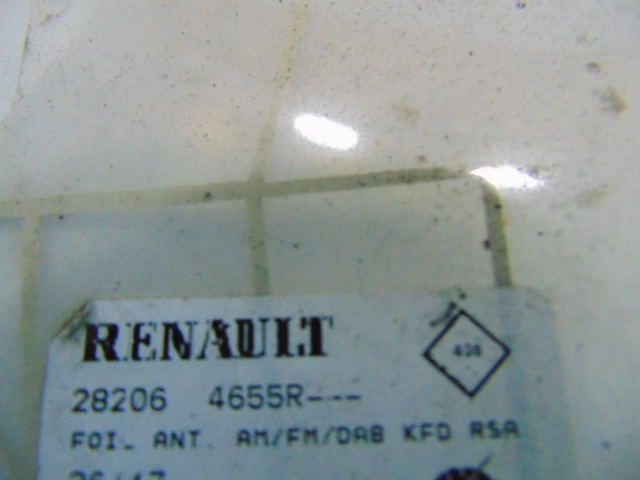 RENAULT
28206 4655R---
FOIL ANT. AM/FM/DAB KFD RSA